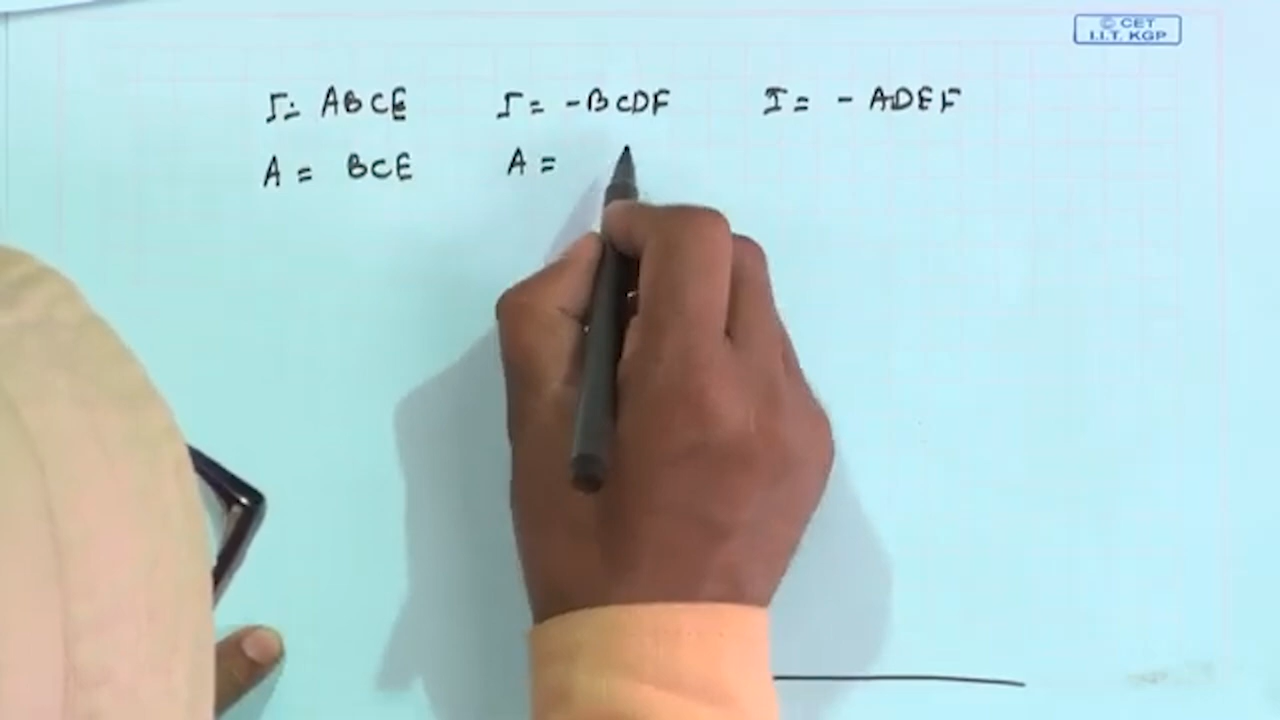 © CET
I.I.T. KGP
I = ABCE I = -BCDF I = - ADEF
A = BCE A =